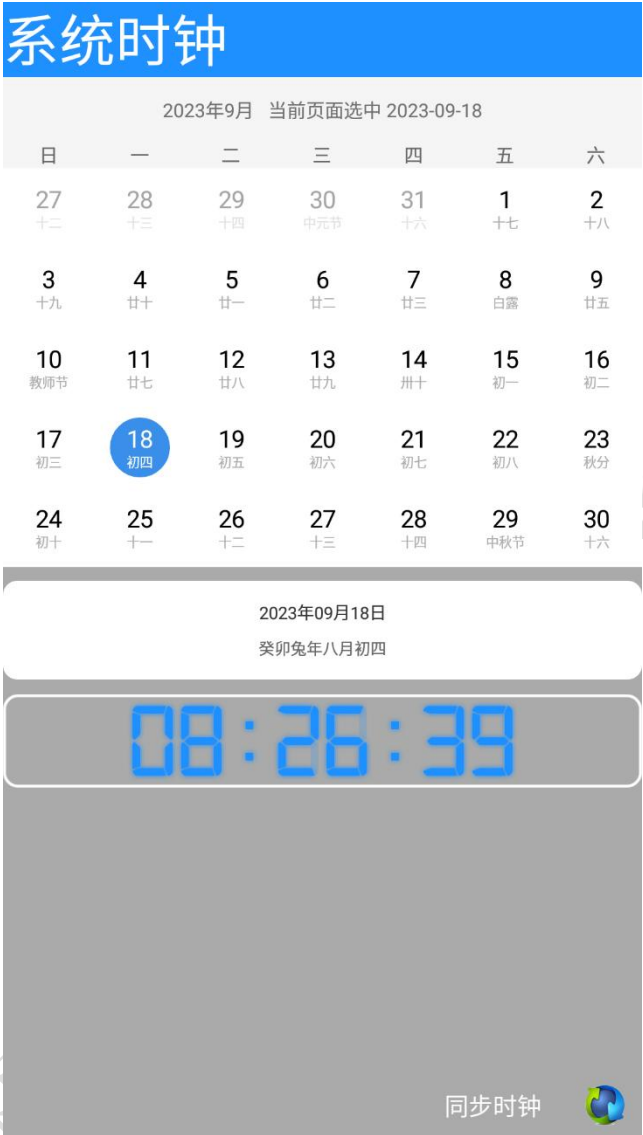 系统时钟
2023年9月 当前页面选中 2023-09-18
日 一 二 三 四 五 六
27 28 29 30 31 1 2
十二 十三 十四 中元节 十六 十七 十八
3 4 5 6 7 8 9
十九 廿十 廿一 廿二 廿三 白露 廿五
10 11 12 13 14 15 16
教师节 廿七 廿八 廿九 卅十 初一 初二
17 18 19 20 21 22 23
初三 初四 初五 初六 初七 初八 秋分
24 25 26 27 28 29 30
初十 十一 十二 十三 十四 中秋节 十六
2023年09月18日
癸卯兔年八月初四
08:26:39
同步时钟